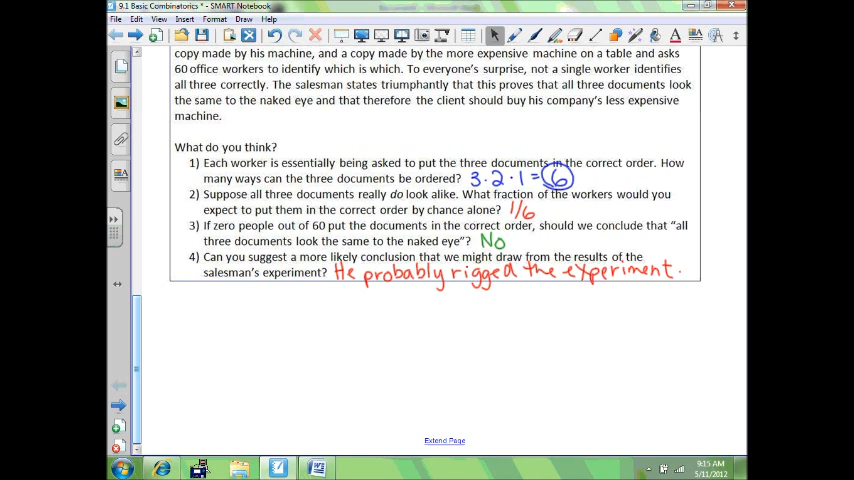 9.1 Basic Combinatorics * - SMART Notebook
File Edit View Insert Format Draw Help
copy made by his machine, and a copy made by the more expensive machine on a table and asks
60 office workers to identify which is which. To everyone's surprise, not a single worker identifies
all three correctly. The salesman states triumphantly that this proves that all three documents look
the same to the naked eye and that therefore the client should buy his company's less expensive
machine.
What do you think?
1) Each worker is essentially being asked to put the three documents in the correct order. How
many ways can the three documents be ordered? 3·2·1=6
2) Suppose all three documents really do look alike. What fraction of the workers would you
expect to put them in the correct order by chance alone? 1/6
3) If zero people out of 60 put the documents in the correct order, should we conclude that "all
three documents look the same to the naked eye"? No
4) Can you suggest a more likely conclusion that we might draw from the results of the
salesman's experiment? He probably rigged the experiment.
Extend Page
9:15 AM
5/11/2012